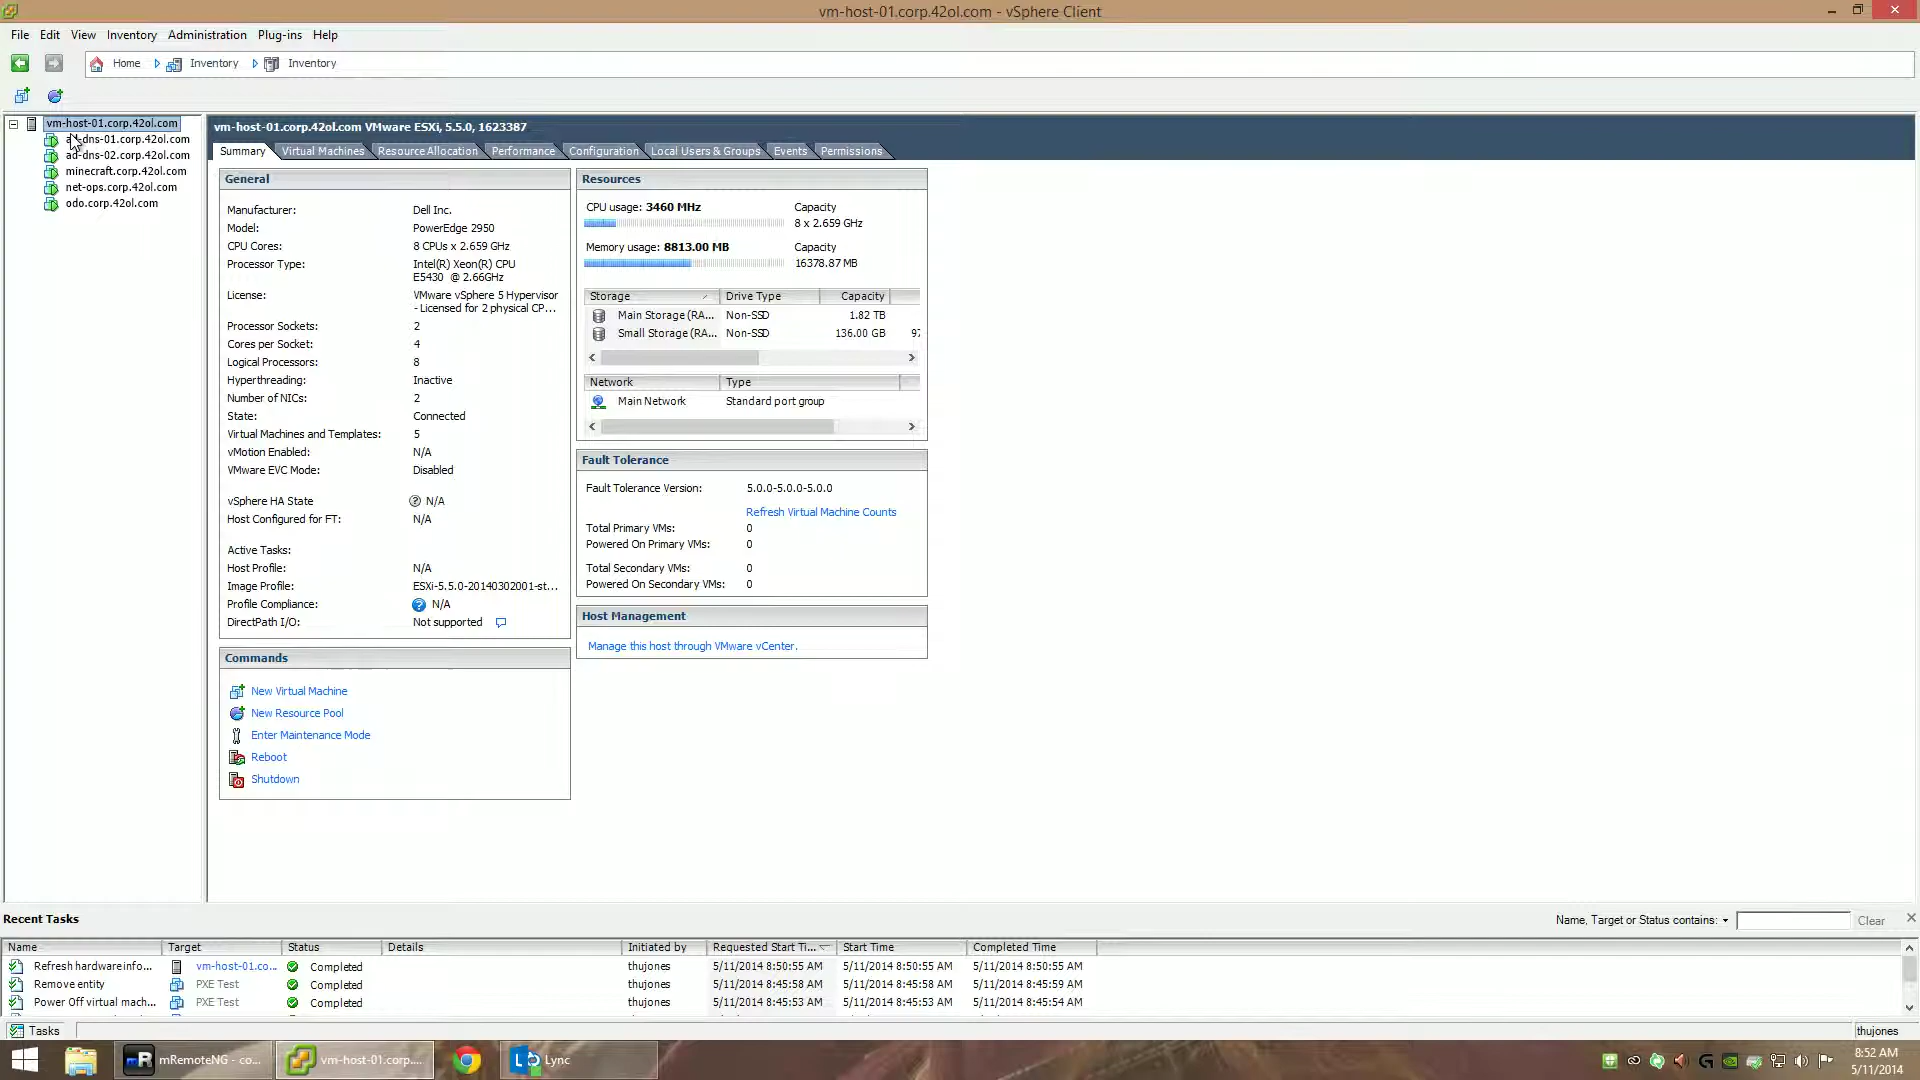 vm-host-01.corp.42ol.com - vSphere Client
File Edit View Inventory Administration Plug-ins Help
Home Inventory Inventory
vm-host-01.corp.42ol.com
ad-dns-02.corp.42ol.com
minecraft.corp.42ol.com
net-ops.corp.42ol.com
odo.corp.42ol.com
vm-host-01.corp.42ol.com VMware ESXi, 5.5.0, 1623387
Summary Virtual Machines Resource Allocation Performance Configuration Local Users & Groups Events Permissions
General
Manufacturer: Dell Inc.
Model: PowerEdge 2950
CPU Cores: 8 CPUs x 2.659 GHz
Processor Type: Intel(R) Xeon(R) CPU
E5430 @ 2.66GHz
License: VMware vSphere 5 Hypervisor
- Licensed for 2 physical CP...
Processor Sockets: 2
Cores per Socket: 4
Logical Processors: 8
Hyperthreading: Inactive
Number of NICs: 2
State: Connected
Virtual Machines and Templates: 5
vMotion Enabled: N/A
VMware EVC Mode: Disabled
vSphere HA State N/A
Host Configured for FT: N/A
Active Tasks:
Host Profile: N/A
Image Profile: ESXi-5.5.0-20140302001-st...
Profile Compliance: N/A
DirectPath I/O: Not supported
Commands
New Virtual Machine
New Resource Pool
Enter Maintenance Mode
Reboot
Shutdown
Resources
CPU usage: 3460 MHz Capacity
8 x 2.659 GHz
Memory usage: 8813.00 MB Capacity
16378.87 MB
Storage Drive Type Capacity
Main Storage (RA... Non-SSD 1.82 TB
Small Storage (RA... Non-SSD 136.00 GB 97
Network Type
Main Network Standard port group
Fault Tolerance
Fault Tolerance Version: 5.0.0-5.0.0-5.0.0
Refresh Virtual Machine Counts
Total Primary VMs: 0
Powered On Primary VMs: 0
Total Secondary VMs: 0
Powered On Secondary VMs: 0
Host Management
Manage this host through VMware vCenter.
Recent Tasks
Name, Target or Status contains: Clear
Name Target Status Details Initiated by Requested Start Ti... Start Time Completed Time
Refresh hardware info... vm-host-01.co... Completed thujones 5/11/2014 8:50:55 AM 5/11/2014 8:50:55 AM 5/11/2014 8:50:55 AM
Remove entity PXE Test Completed thujones 5/11/2014 8:45:58 AM 5/11/2014 8:45:58 AM 5/11/2014 8:45:59 AM
Power Off virtual mach... PXE Test Completed thujones 5/11/2014 8:45:53 AM 5/11/2014 8:45:53 AM 5/11/2014 8:45:54 AM
Tasks thujones
mRemoteNG - co... vm-host-01.corp.... Lync
8:52 AM
5/11/2014